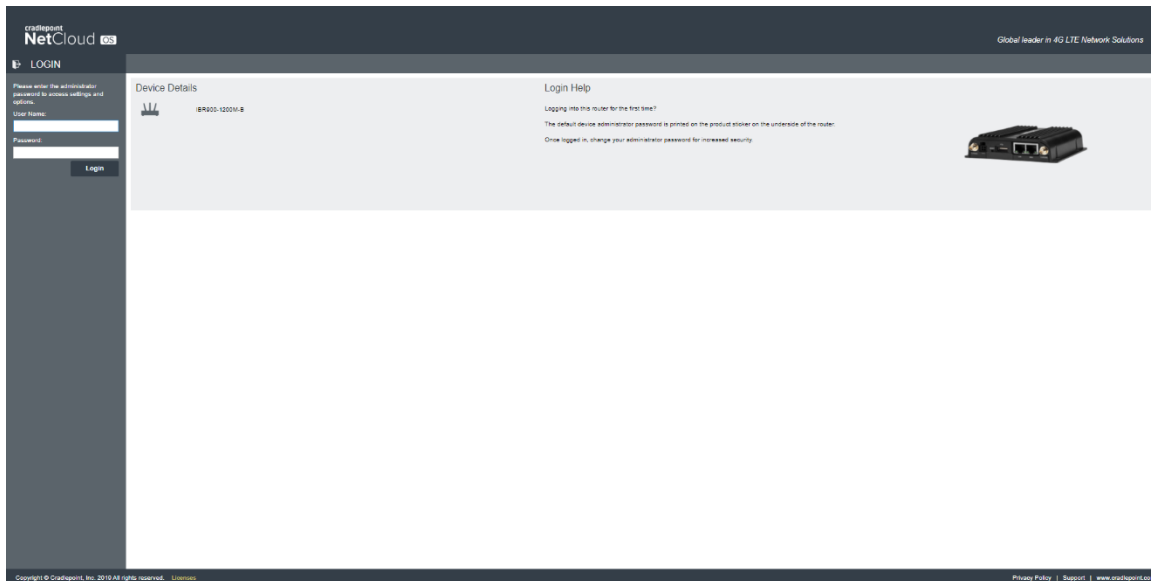 cradlepoint
NetCloud OS
Global leader in 4G LTE Network Solutions
LOGIN
Please enter the administrator
password to access settings and
options.
User Name:
Password:
Login
Device Details
IBR900-1200M-B
Login Help
Logging into this router for the first time?
The default device administrator password is printed on the product sticker on the underside of the router.
Once logged in, change your administrator password for increased security.
Copyright © Cradlepoint, Inc. 2019 All rights reserved. Licenses
Privacy Policy | Support | www.cradlepoint.co